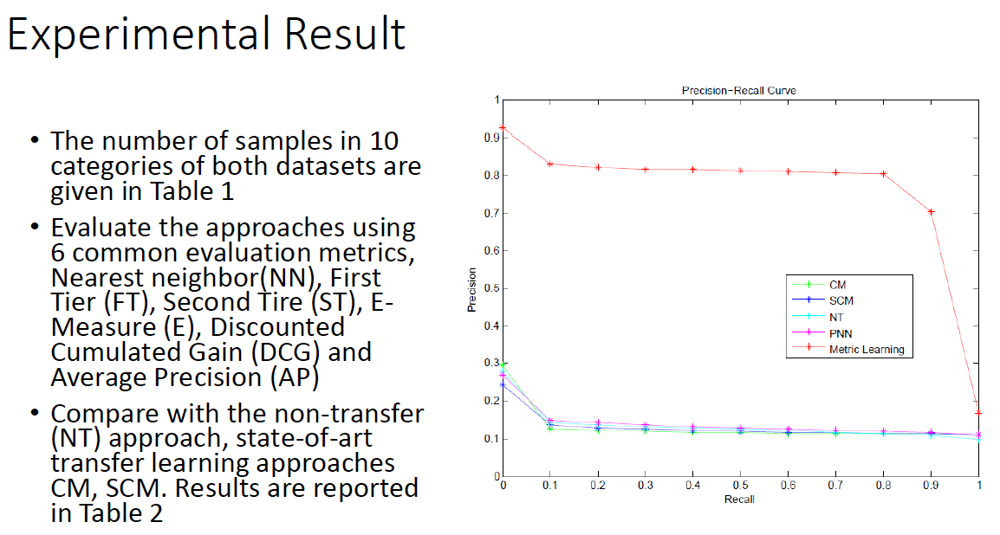 Experimental Result
• The number of samples in 10
categories of both datasets are
given in Table 1
• Evaluate the approaches using
6 common evaluation metrics,
Nearest neighbor(NN), First
Tier (FT), Second Tire (ST), E-
Measure (E), Discounted
Cumulated Gain (DCG) and
Average Precision (AP)
• Compare with the non-transfer
(NT) approach, state-of-art
transfer learning approaches
CM, SCM. Results are reported
in Table 2
Precision-Recall Curve
1
0.9
0.8
0.7
0.6
0.5
0.4
0.3
0.2
0.1
0
Precision
CM
SCM
NT
PNN
Metric Learning
0 0.1 0.2 0.3 0.4 0.5 0.6 0.7 0.8 0.9 1
Recall